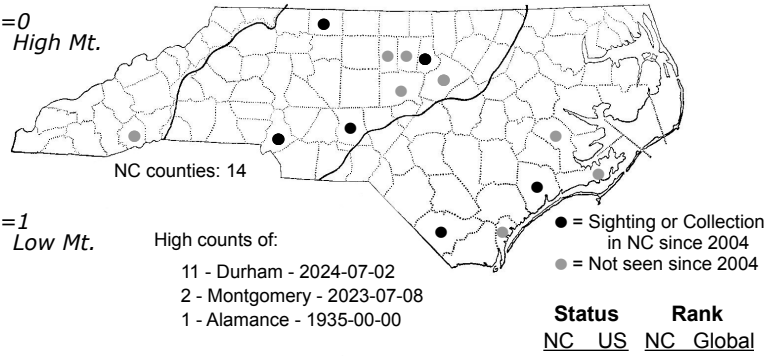 =0
High Mt.
NC counties: 14
=1
Low Mt.
High counts of:
11 - Durham - 2024-07-02
2 - Montgomery - 2023-07-08
1 - Alamance - 1935-00-00
= Sighting or Collection
in NC since 2004
= Not seen since 2004
Status Rank
NC US NC Global